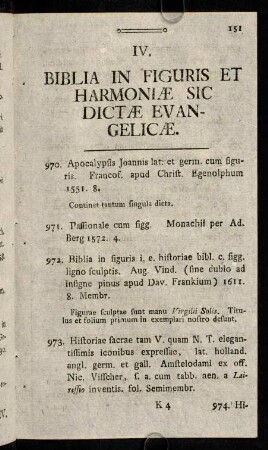 151
IV.
BIBLIA IN FIGURIS ET
HARMONIÆ SIC
DICTÆ EVAN-
GELICÆ.
970. Apocalypſis Joannis lat. et germ. cum figu-
ris. Francof. apud Chriſt. Egenolphum
1551. 8.
Continet tantum ſingula dicta.
971. Paſſionale cum figg. Monachii per Ad.
Berg 1572. 4.
972. Biblia in figuris i. e. hiſtoriae bibl. c. figg.
ligno ſculptis. Aug. Vind. (ſine dubio ad
inſigne pinus apud Dav. Frankium) 1611.
8. Membr.
Figurae ſculptae ſunt manu Virgilii Solis. Titu-
lus et folium primum in exemplari noſtro deſunt.
973. Hiſtoriae ſacrae tam V. quam N. T. elegan-
tiſſimis iconibus expreſſae, lat. holland.
angl. germ. et gall. Amſtelodami ex off.
Nic. Viſſcher, ſ. a. cum tabb. aen. a Lai-
reſſio inventis. fol. Semimembr.
K 4 974. Hi-